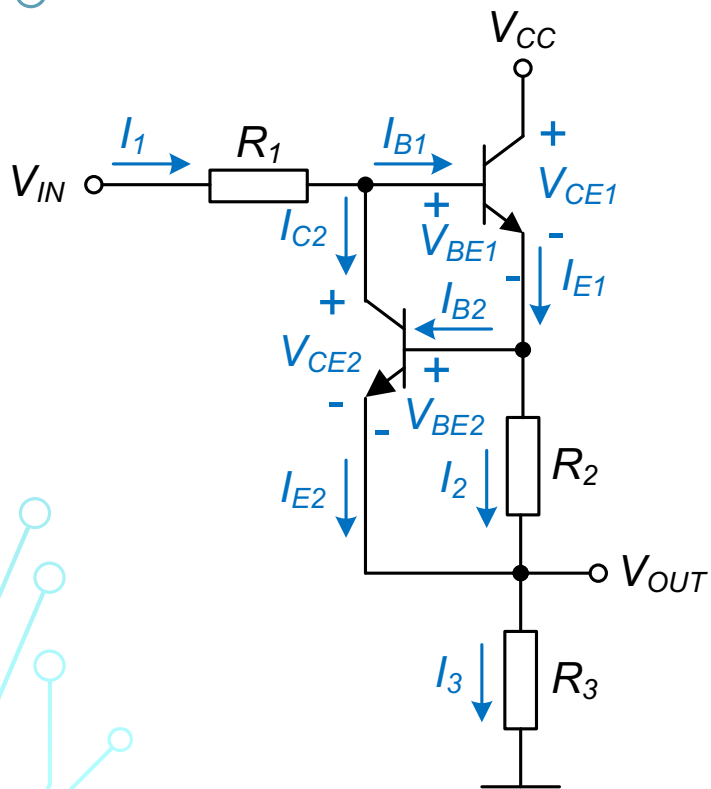 VCC
I1
R1
IB1
+
VIN
VCE1
IC2
+
VBE1
-
-
IE1
+
IB2
VCE2
+
-
VBE2
-
IE2
I2
R2
VOUT
I3
R3